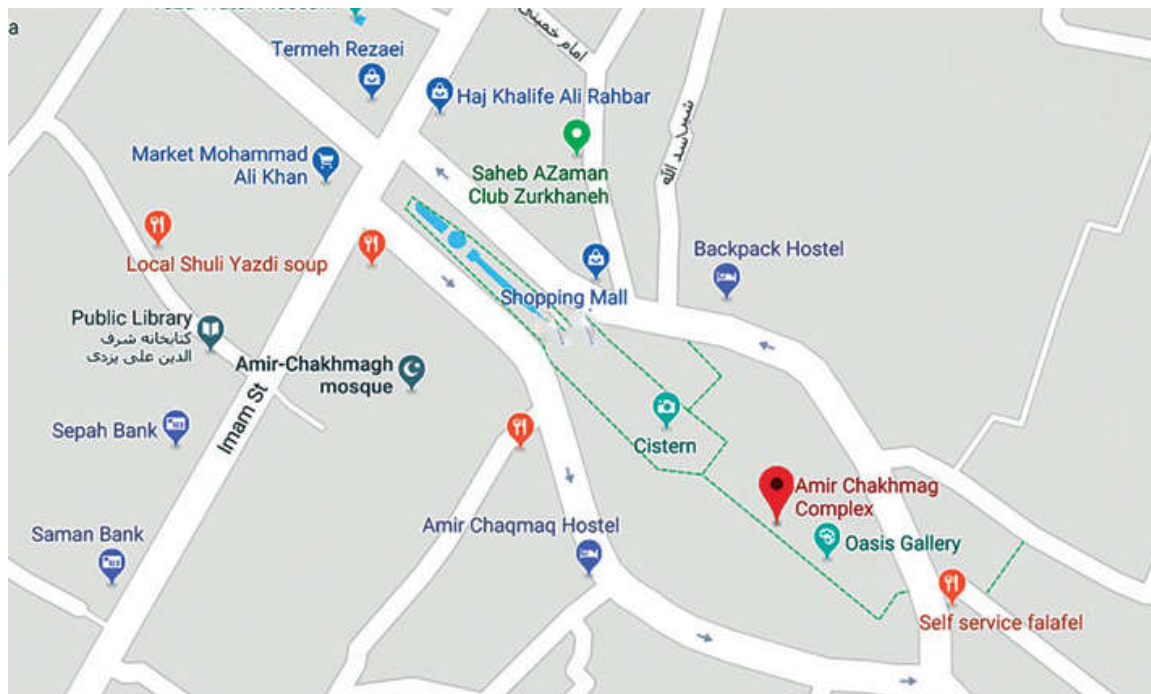 a
Termeh Rezaei
امام خمینی
Haj Khalife Ali Rahbar
Market Mohammad
Ali Khan
Saheb AZaman
Club Zurkhaneh
Local Shuli Yazdi soup
Backpack Hostel
Shopping Mall
Public Library
کتابخانه شرف
الدین علی یزدی
Amir-Chakhmagh
mosque
Imam St
Sepah Bank
Cistern
Amir Chakhmag
Complex
Amir Chaqmaq Hostel
Saman Bank
Oasis Gallery
Self service falafel